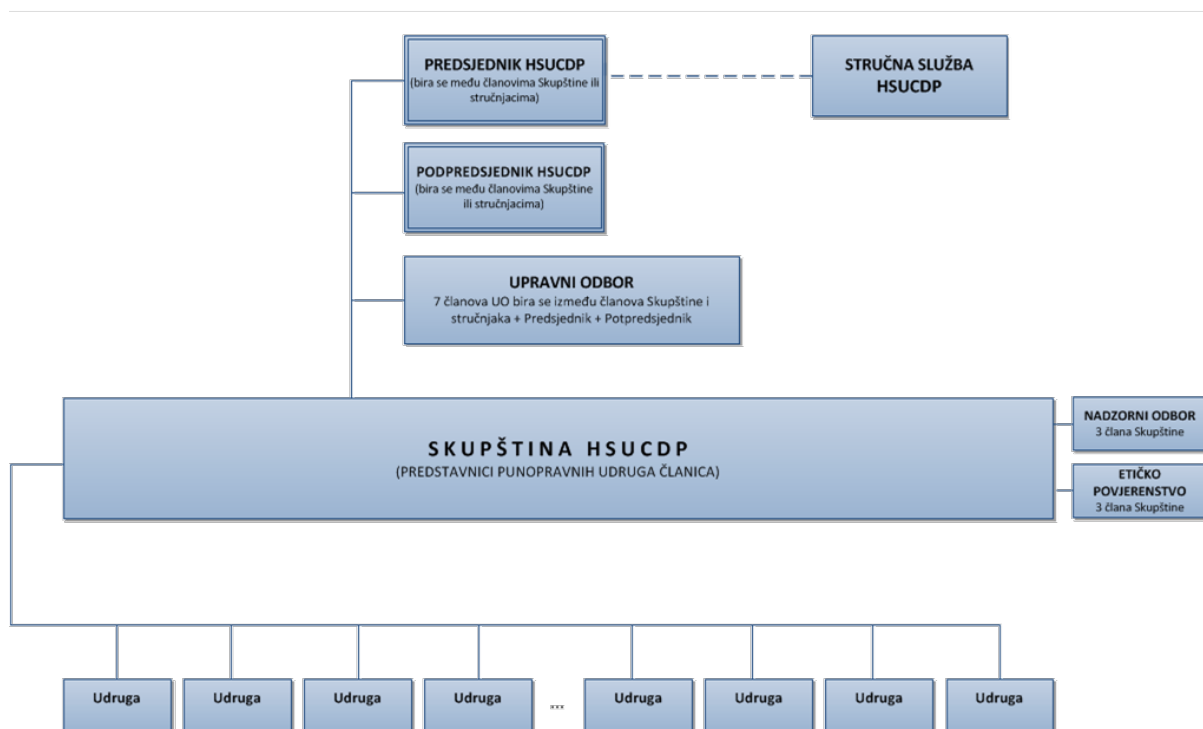 PREDSJEDNIK HSUCDP
(bira se među članovima Skupštine ili
stručnjacima)
STRUČNA SLUŽBA
HSUCDP
PODPREDSJEDNIK HSUCDP
(bira se među članovima Skupštine
ili stručnjacima)
UPRAVNI ODBOR
7 članova UO bira se između članova Skupštine i
stručnjaka + Predsjednik + Potpredsjednik
SKUPŠTINA HSUCDP
(PREDSTAVNICI PUNOPRAVNIH UDRUGA ČLANICA)
NADZORNI ODBOR
3 člana Skupštine
ETIČKO
POVJERENSTVO
3 člana Skupštine
Udruga Udruga Udruga Udruga ... Udruga Udruga Udruga Udruga